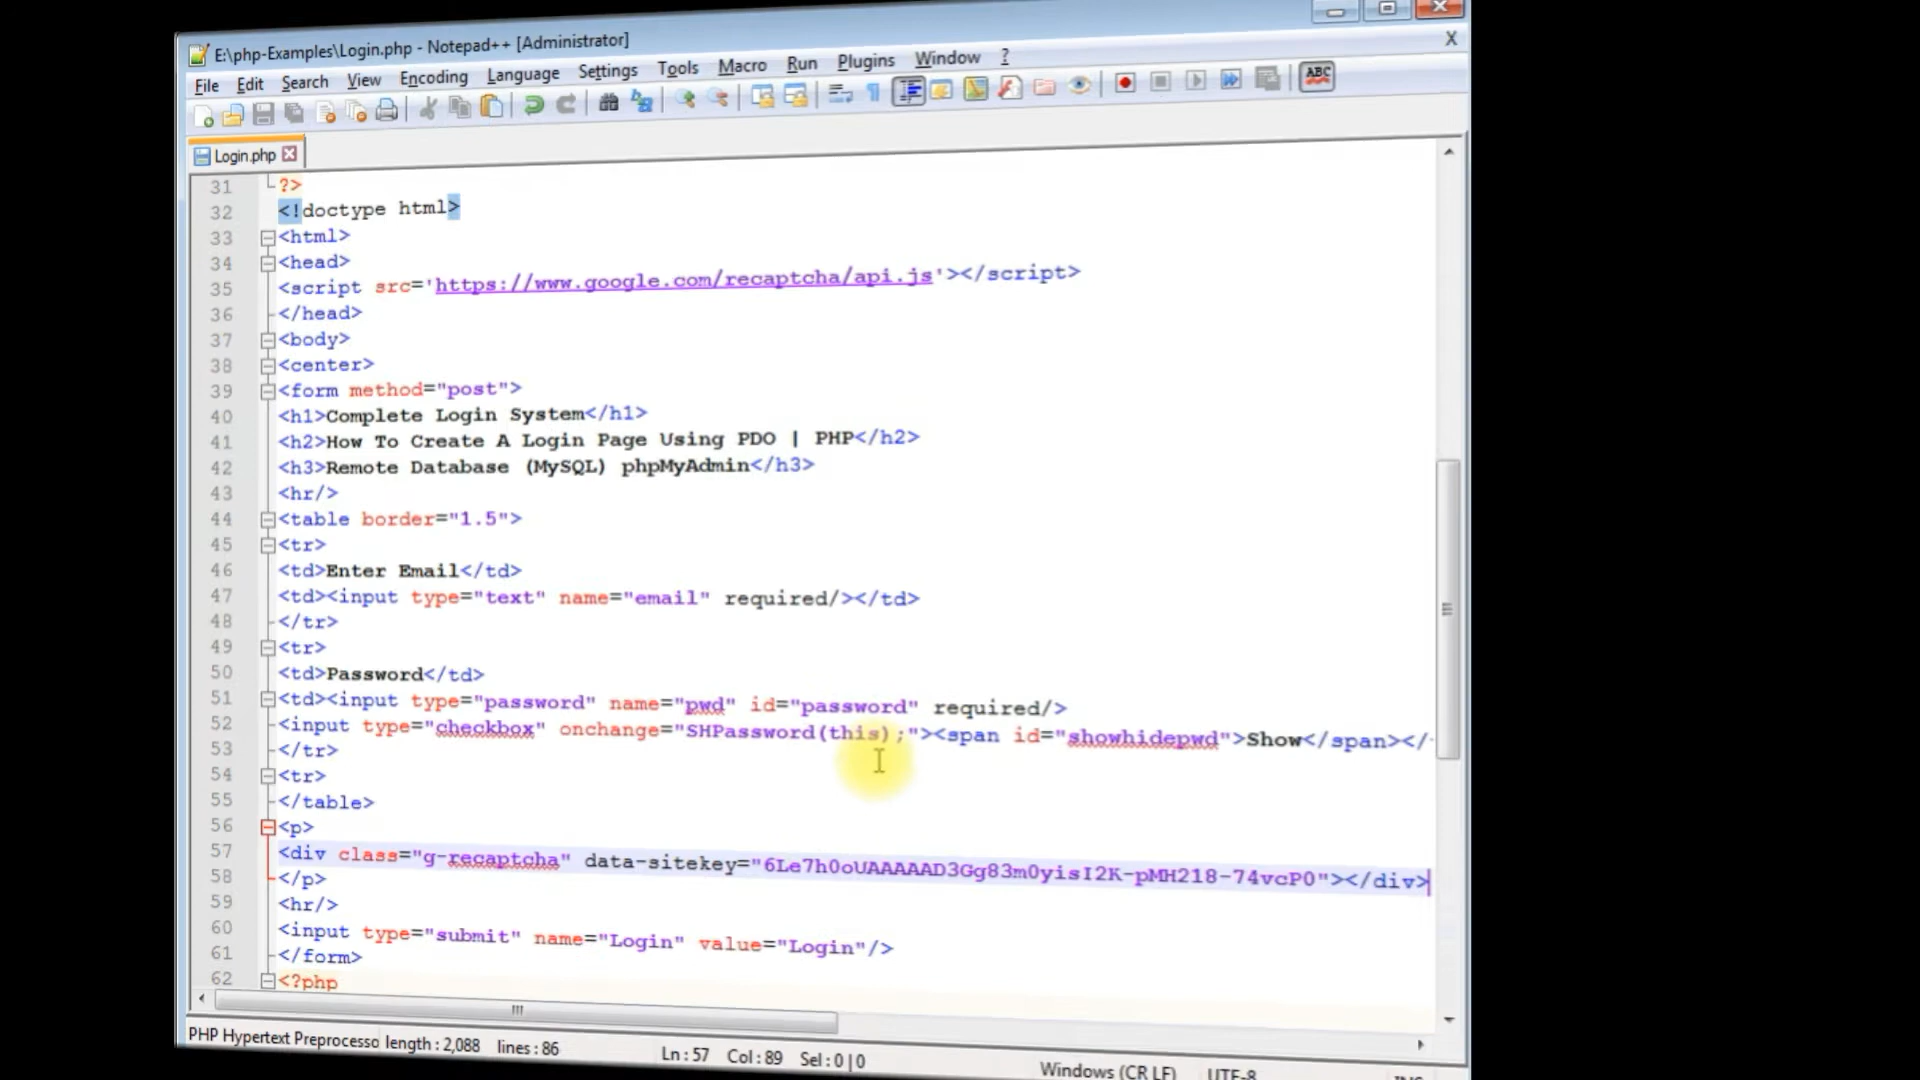 E:\php-Examples\Login.php - Notepad++ [Administrator]
File Edit Search View Encoding Language Settings Tools Macro Run Plugins Window ?
X
ABC
Login.php
31 ?>
32 <!doctype html>
33 <html>
34 <head>
35 <script src='https://www.google.com/recaptcha/api.js'></script>
36 </head>
37 <body>
38 <center>
39 <form method="post">
40 <h1>Complete Login System</h1>
41 <h2>How To Create A Login Page Using PDO | PHP</h2>
42 <h3>Remote Database (MySQL) phpMyAdmin</h3>
43 <hr/>
44 <table border="1.5">
45 <tr>
46 <td>Enter Email</td>
47 <td><input type="text" name="email" required/></td>
48 </tr>
49 <tr>
50 <td>Password</td>
51 <td><input type="password" name="pwd" id="password" required/>
52 <input type="checkbox" onchange="SHPassword(this);"><span id="showhidepwd">Show</span></
53 </tr>
54 <tr>
55 </table>
56 <p>
57 <div class="g-recaptcha" data-sitekey="6Le7h0oUAAAAAD3Gg83m0yisI2K-pMH218-74vcP0"></div>
58 </p>
59 <hr/>
60 <input type="submit" name="Login" value="Login"/>
61 </form>
62 <?php
PHP Hypertext Preprocesso length : 2,088 lines : 86 Ln : 57 Col : 89 Sel : 0 | 0 Windows (CR LF) UTF-8